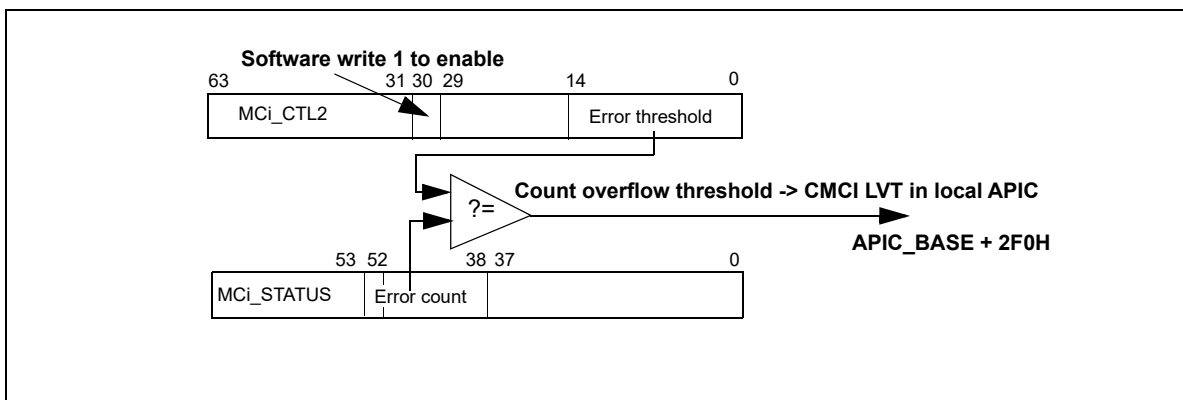 Software write 1 to enable
63 31 30 29 14 0
MCi_CTL2 Error threshold
?=
Count overflow threshold -> CMCI LVT in local APIC
APIC_BASE + 2F0H
53 52 38 37 0
MCi_STATUS Error count